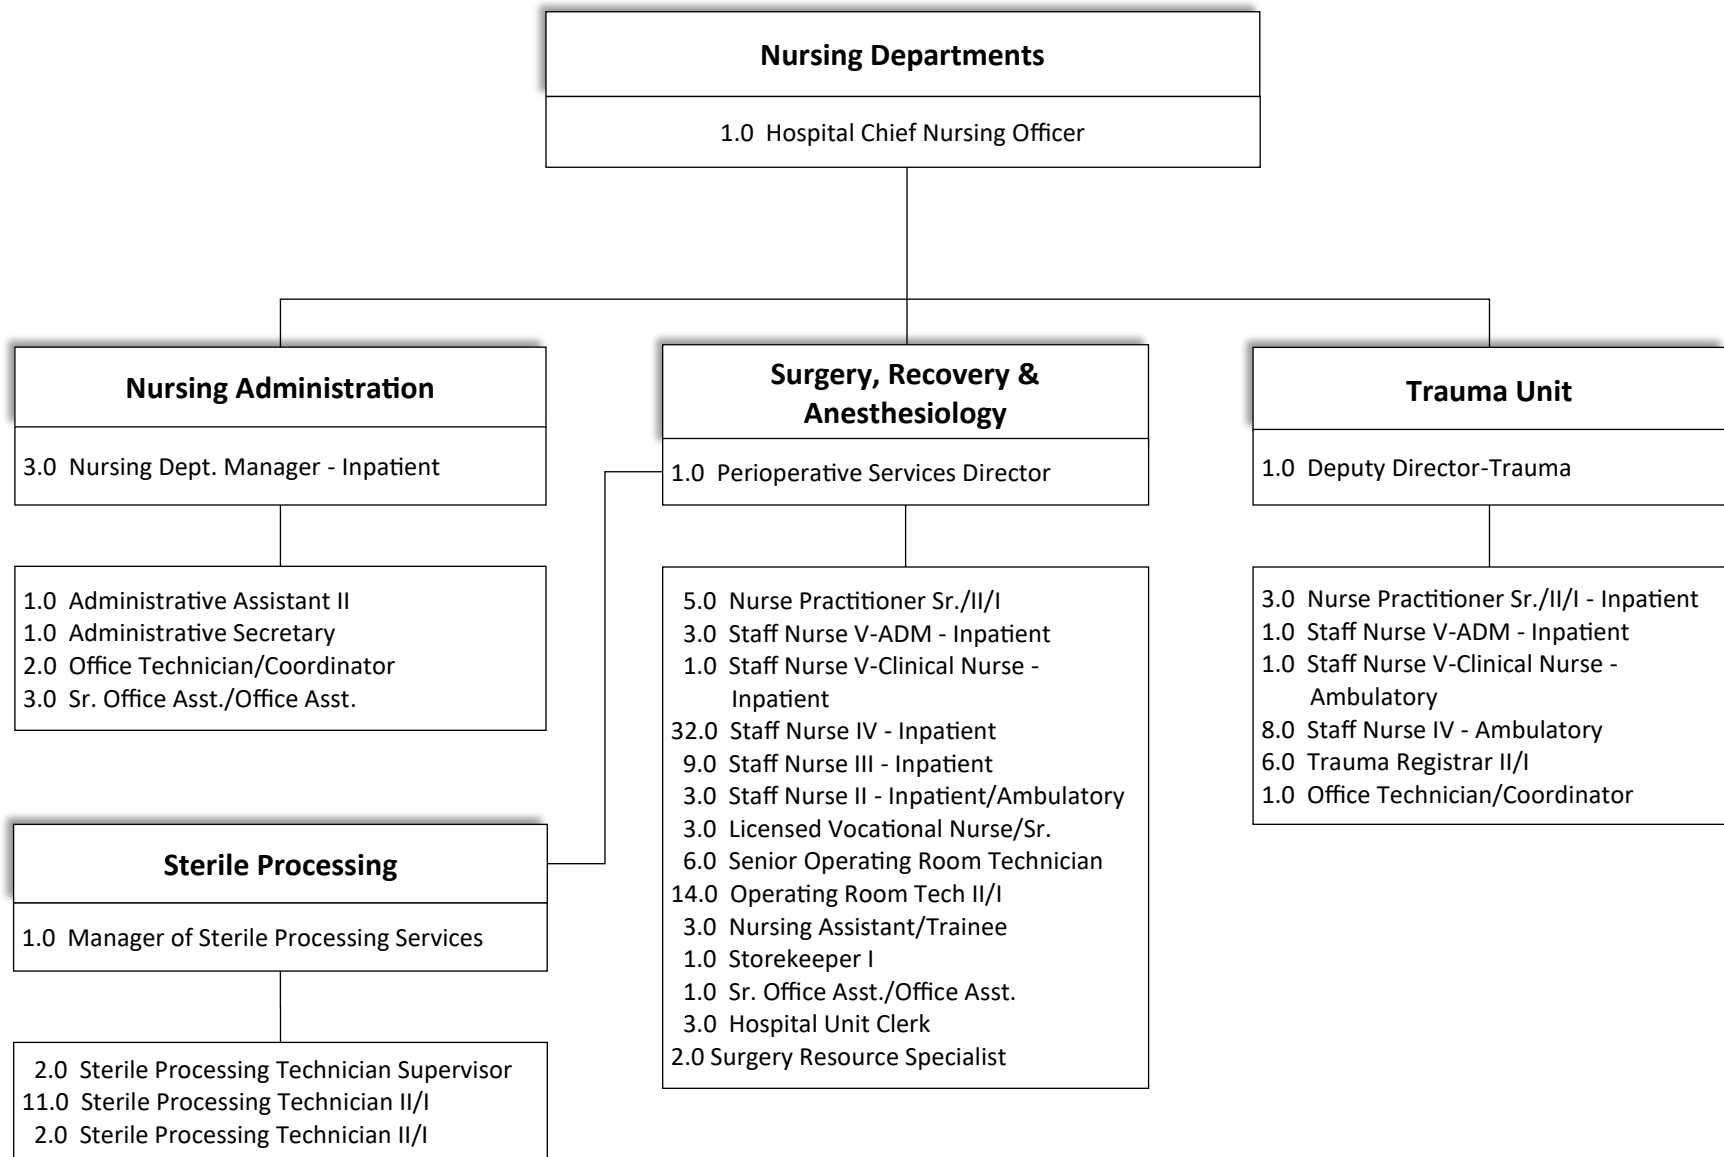 Nursing Departments
1.0 Hospital Chief Nursing Officer
Nursing Administration
3.0 Nursing Dept. Manager - Inpatient
1.0 Administrative Assistant II
1.0 Administrative Secretary
2.0 Office Technician/Coordinator
3.0 Sr. Office Asst./Office Asst.
Surgery, Recovery &
Anesthesiology
1.0 Perioperative Services Director
5.0 Nurse Practitioner Sr./II/I
3.0 Staff Nurse V-ADM - Inpatient
1.0 Staff Nurse V-Clinical Nurse -
Inpatient
32.0 Staff Nurse IV - Inpatient
9.0 Staff Nurse III - Inpatient
3.0 Staff Nurse II - Inpatient/Ambulatory
3.0 Licensed Vocational Nurse/Sr.
6.0 Senior Operating Room Technician
14.0 Operating Room Tech II/I
3.0 Nursing Assistant/Trainee
1.0 Storekeeper I
1.0 Sr. Office Asst./Office Asst.
3.0 Hospital Unit Clerk
2.0 Surgery Resource Specialist
Trauma Unit
1.0 Deputy Director-Trauma
3.0 Nurse Practitioner Sr./II/I - Inpatient
1.0 Staff Nurse V-ADM - Inpatient
1.0 Staff Nurse V-Clinical Nurse -
Ambulatory
8.0 Staff Nurse IV - Ambulatory
6.0 Trauma Registrar II/I
1.0 Office Technician/Coordinator
Sterile Processing
1.0 Manager of Sterile Processing Services
2.0 Sterile Processing Technician Supervisor
11.0 Sterile Processing Technician II/I
2.0 Sterile Processing Technician II/I